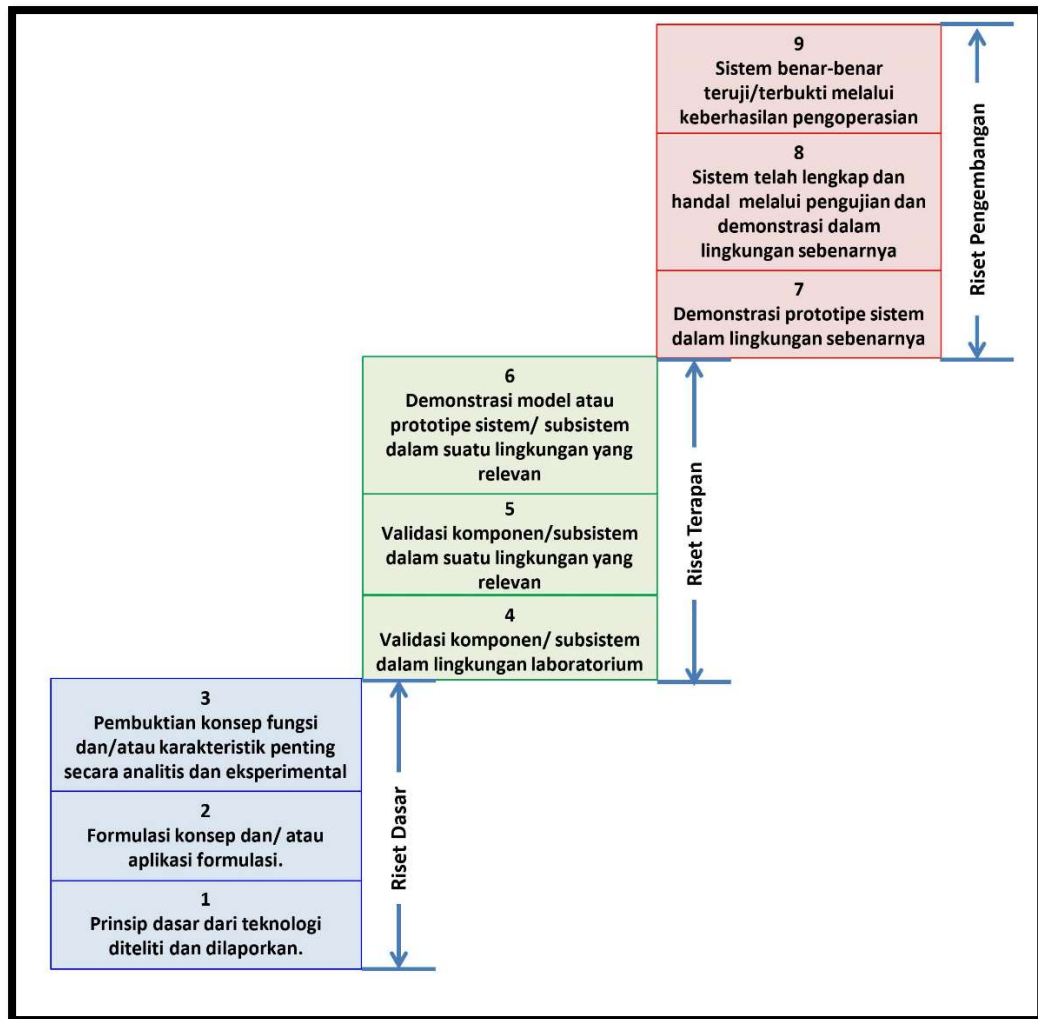 9
Sistem benar-benar
teruji/terbukti melalui
keberhasilan pengoperasian
8
Sistem telah lengkap dan
handal melalui pengujian dan
demonstrasi dalam
lingkungan sebenarnya
7
Demonstrasi prototipe sistem
dalam lingkungan sebenarnya
Riset Pengembangan
6
Demonstrasi model atau
prototipe sistem/ subsistem
dalam suatu lingkungan yang
relevan
5
Validasi komponen/subsistem
dalam suatu lingkungan yang
relevan
4
Validasi komponen/ subsistem
dalam lingkungan laboratorium
Riset Terapan
3
Pembuktian konsep fungsi
dan/atau karakteristik penting
secara analitis dan eksperimental
2
Formulasi konsep dan/ atau
aplikasi formulasi.
1
Prinsip dasar dari teknologi
diteliti dan dilaporkan.
Riset Dasar